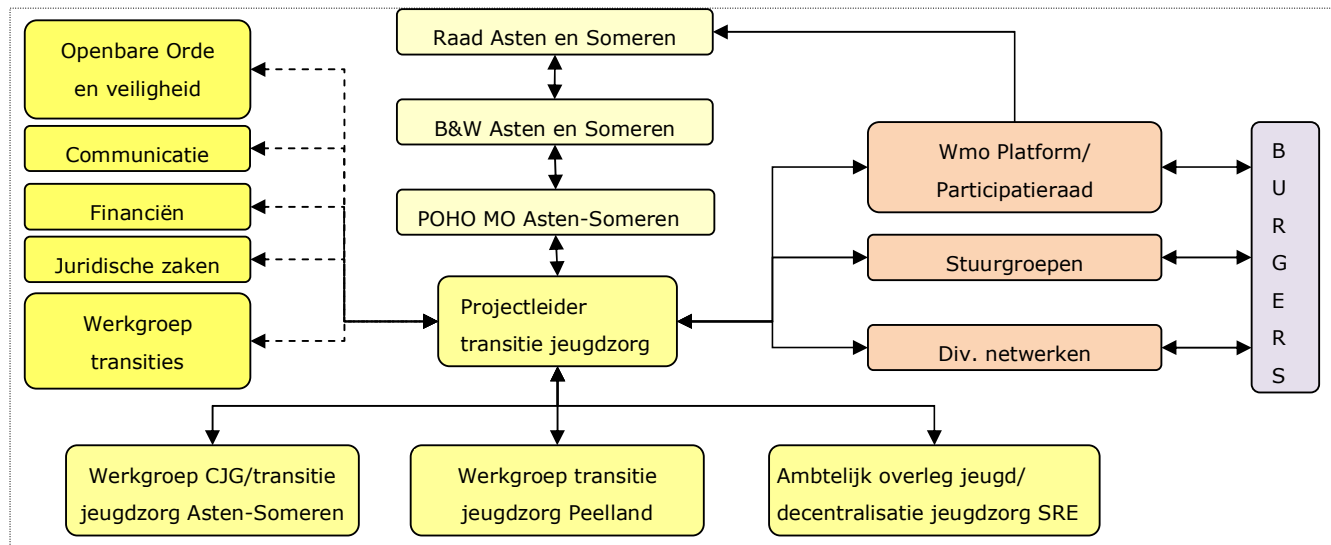 Openbare Orde
en veiligheid
Communicatie
Financiën
Juridische zaken
Werkgroep
transities
Raad Asten en Someren
B&W Asten en Someren
POHO MO Asten-Someren
Projectleider
transitie jeugdzorg
Wmo Platform/
Participatieraad
Stuurgroepen
Div. netwerken
B
U
R
G
E
R
S
Werkgroep CJG/transitie
jeugdzorg Asten-Someren
Werkgroep transitie
jeugdzorg Peelland
Ambtelijk overleg jeugd/
decentralisatie jeugdzorg SRE